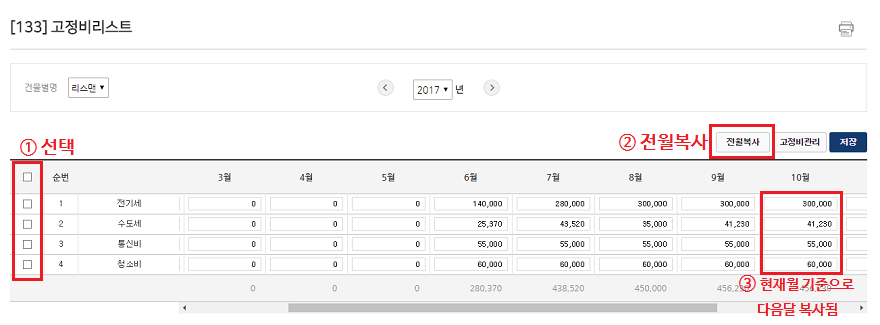 [133] 고정비리스트
건물별명 리스맨 ▼ < 2017 ▼ 년 >
① 선택 ② 전월복사 전월복사 고정비관리 저장
순번 3월 4월 5월 6월 7월 8월 9월 10월
1 전기세 0 0 0 140,000 280,000 300,000 300,000 300,000
2 수도세 0 0 0 25,370 43,520 35,000 41,230 41,230
3 통신비 0 0 0 55,000 55,000 55,000 55,000 55,000
4 청소비 0 0 0 60,000 60,000 60,000 60,000 60,000
0 0 0 280,370 438,520 450,000
③ 현재월 기준으로
다음달 복사됨